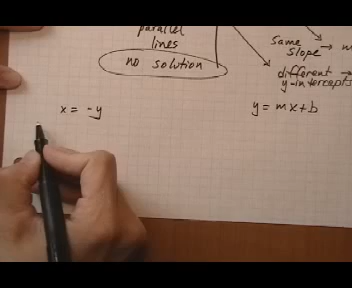 parallel
lines
no solution
same
slope →
different →
y-intercepts
x = -y
y = mx+b